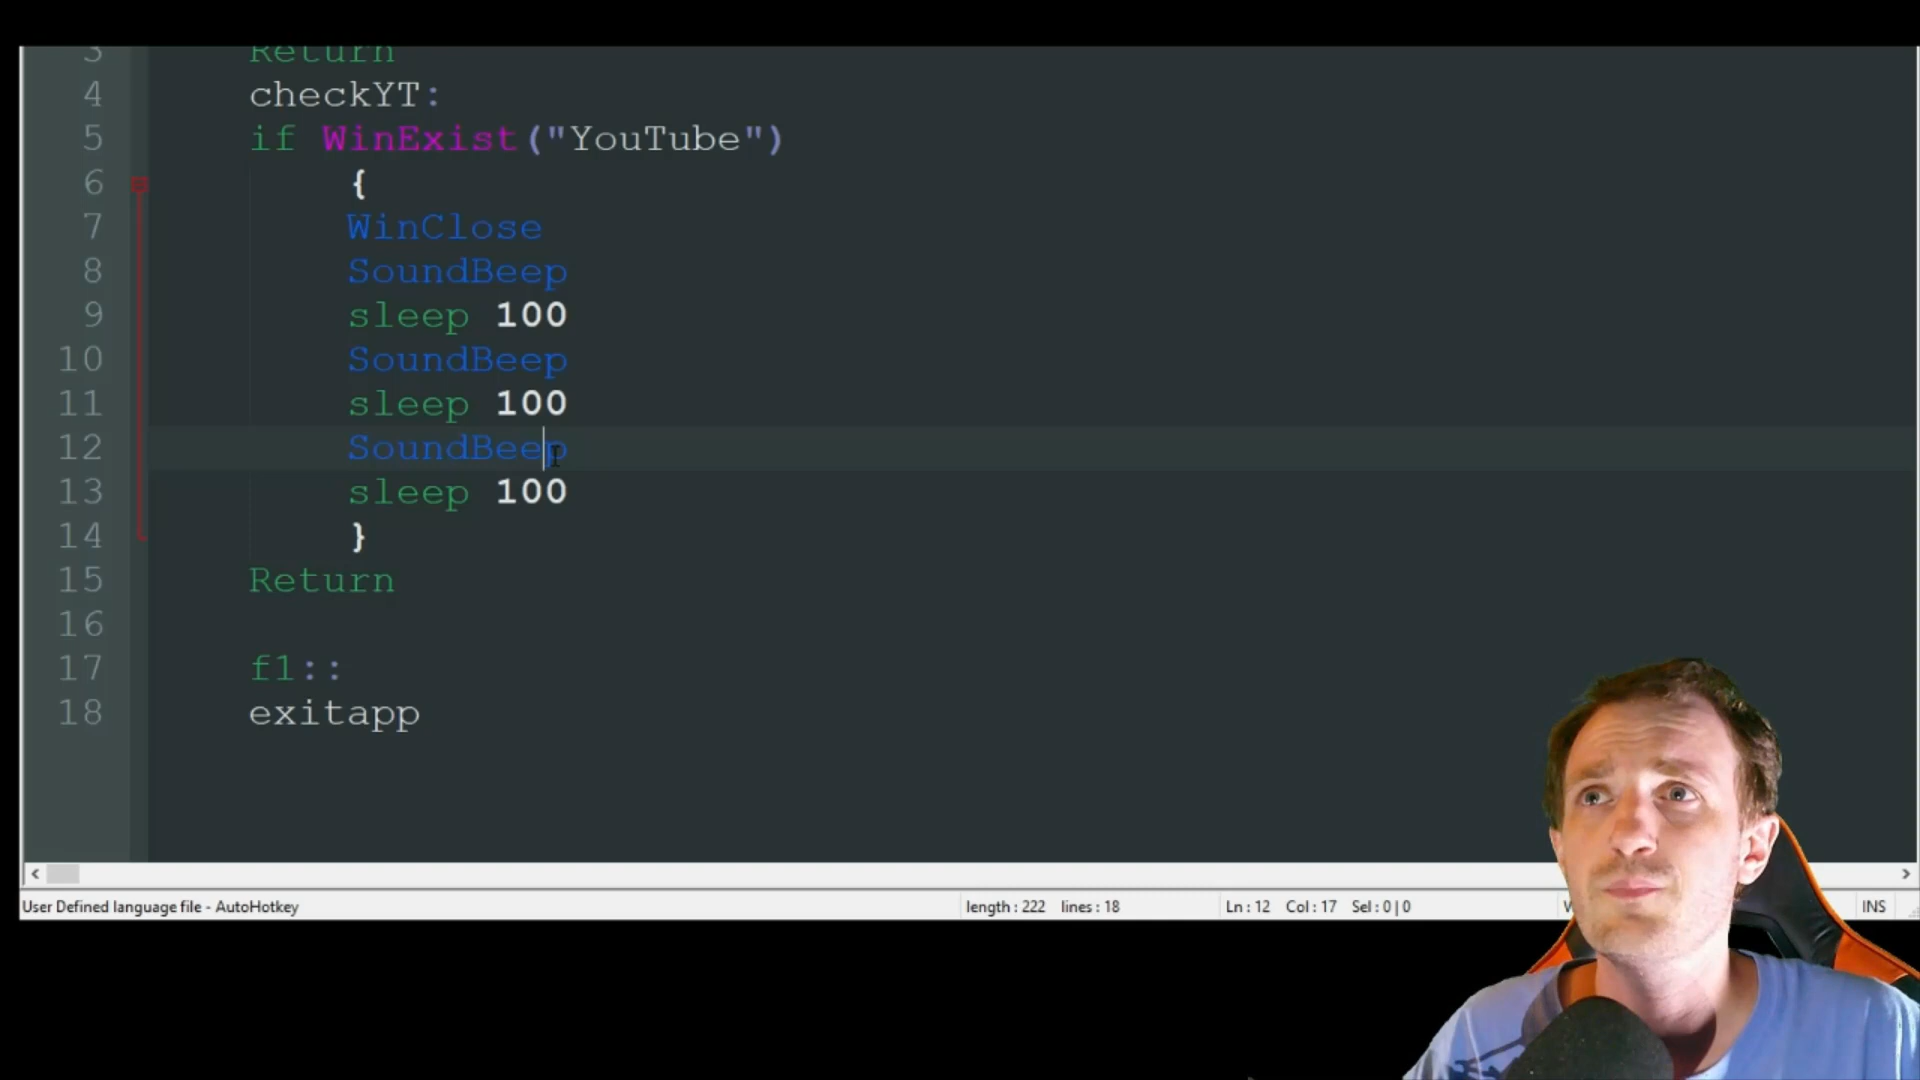 3 Return
4 checkYT:
5 if WinExist("YouTube")
6 {
7 WinClose
8 SoundBeep
9 sleep 100
10 SoundBeep
11 sleep 100
12 SoundBeep
13 sleep 100
14 }
15 Return
16
17 f1::
18 exitapp
User Defined language file - AutoHotkey length : 222 lines : 18 Ln : 12 Col : 17 Sel : 0 | 0 INS